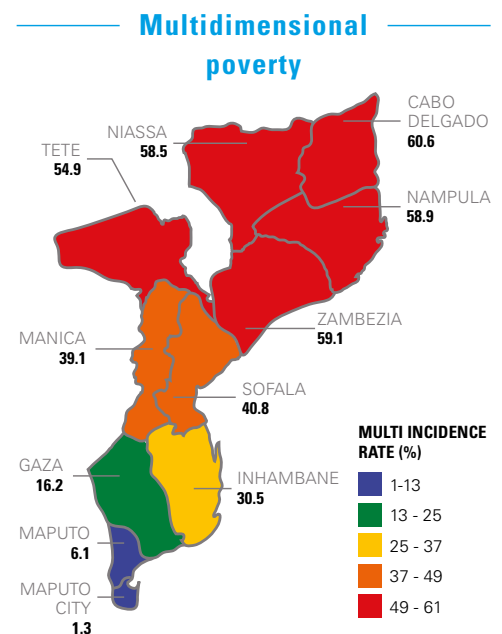 Multidimensional
poverty
CABO
DELGADO
60.6
NIASSA
58.5
TETE
54.9
NAMPULA
58.9
ZAMBEZIA
59.1
MANICA
39.1
SOFALA
40.8
GAZA
16.2
INHAMBANE
30.5
MAPUTO
6.1
MAPUTO
CITY
1.3
MULTI INCIDENCE
RATE (%)
1-13
13 - 25
25 - 37
37 - 49
49 - 61